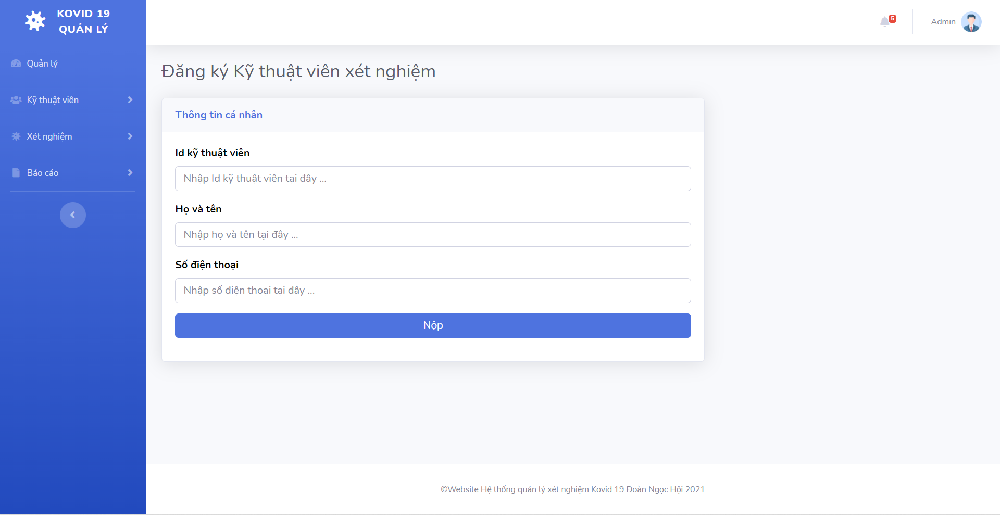 KOVID 19
QUẢN LÝ
Quản lý
Kỹ thuật viên
Xét nghiệm
Báo cáo
5
Admin
Đăng ký Kỹ thuật viên xét nghiệm
Thông tin cá nhân
Id kỹ thuật viên
Nhập Id kỹ thuật viên tại đây ...
Họ và tên
Nhập họ và tên tại đây ...
Số điện thoại
Nhập số điện thoại tại đây ...
Nộp
©Website Hệ thống quản lý xét nghiệm Kovid 19 Đoàn Ngọc Hội 2021